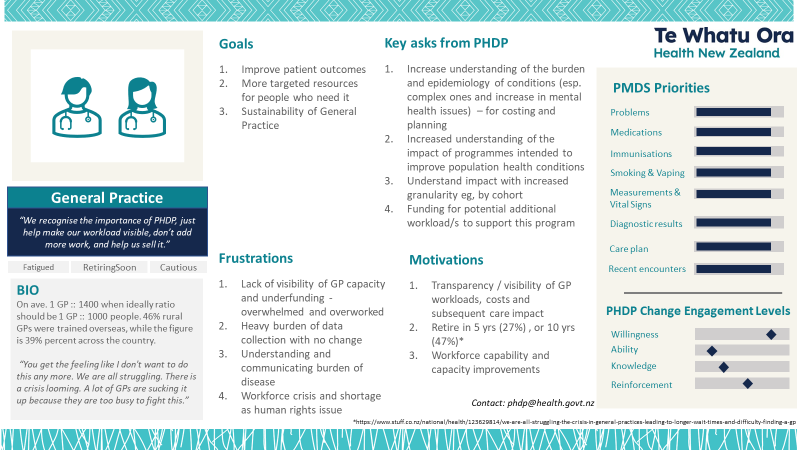 Te Whatu Ora
Health New Zealand
General Practice
“We recognise the importance of PHDP, just
help make our workload visible, don’t add
more work, and help us sell it.”
Fatigued
RetiringSoon
Cautious
BIO
On ave. 1 GP :: 1400 when ideally ratio
should be 1 GP :: 1000 people. 46% rural
GPs were trained overseas, while the figure
is 39% percent across the country.
“You get the feeling like I don't want to do
this any more. We are all struggling. There is
a crisis looming. A lot of GPs are sucking it
up because they are too busy to fight this.”
Goals
1. Improve patient outcomes
2. More targeted resources
for people who need it
3. Sustainability of General
Practice
Key asks from PHDP
1. Increase understanding of the burden
and epidemiology of conditions (esp.
complex ones and increase in mental
health issues) – for costing and
planning
2. Increased understanding of the
impact of programmes intended to
improve population health conditions
3. Understand impact with increased
granularity eg, by cohort
4. Funding for potential additional
workload/s to support this program
Frustrations
1. Lack of visibility of GP capacity
and underfunding -
overwhelmed and overworked
2. Heavy burden of data
collection with no change
3. Understanding and
communicating burden of
disease
4. Workforce crisis and shortage
as human rights issue
Motivations
1. Transparency / visibility of GP
workloads, costs and
subsequent care impact
2. Retire in 5 yrs (27%) , or 10 yrs
(47%)*
3. Workforce capability and
capacity improvements
Contact: phdp@health.govt.nz
PMDS Priorities
Problems
Medications
Immunisations
Smoking & Vaping
Measurements &
Vital Signs
Diagnostic results
Care plan
Recent encounters
PHDP Change Engagement Levels
Willingness
Ability
Knowledge
Reinforcement
*https://www.stuff.co.nz/national/health/123629814/we-are-all-struggling-the-crisis-in-general-practices-leading-to-longer-wait-times-and-difficulty-finding-a-gp